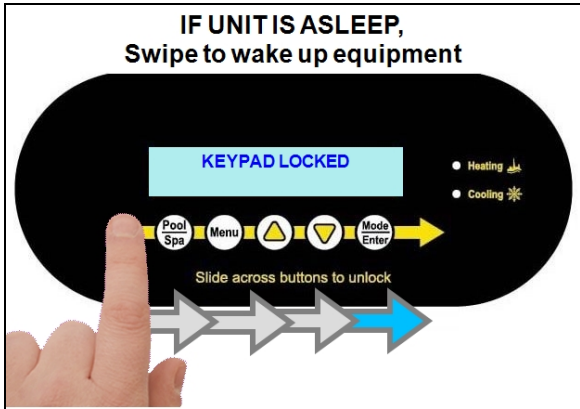 IF UNIT IS ASLEEP,
Swipe to wake up equipment
KEYPAD LOCKED
Heating
Cooling
Pool
Spa
Menu
Mode
Enter
Slide across buttons to unlock